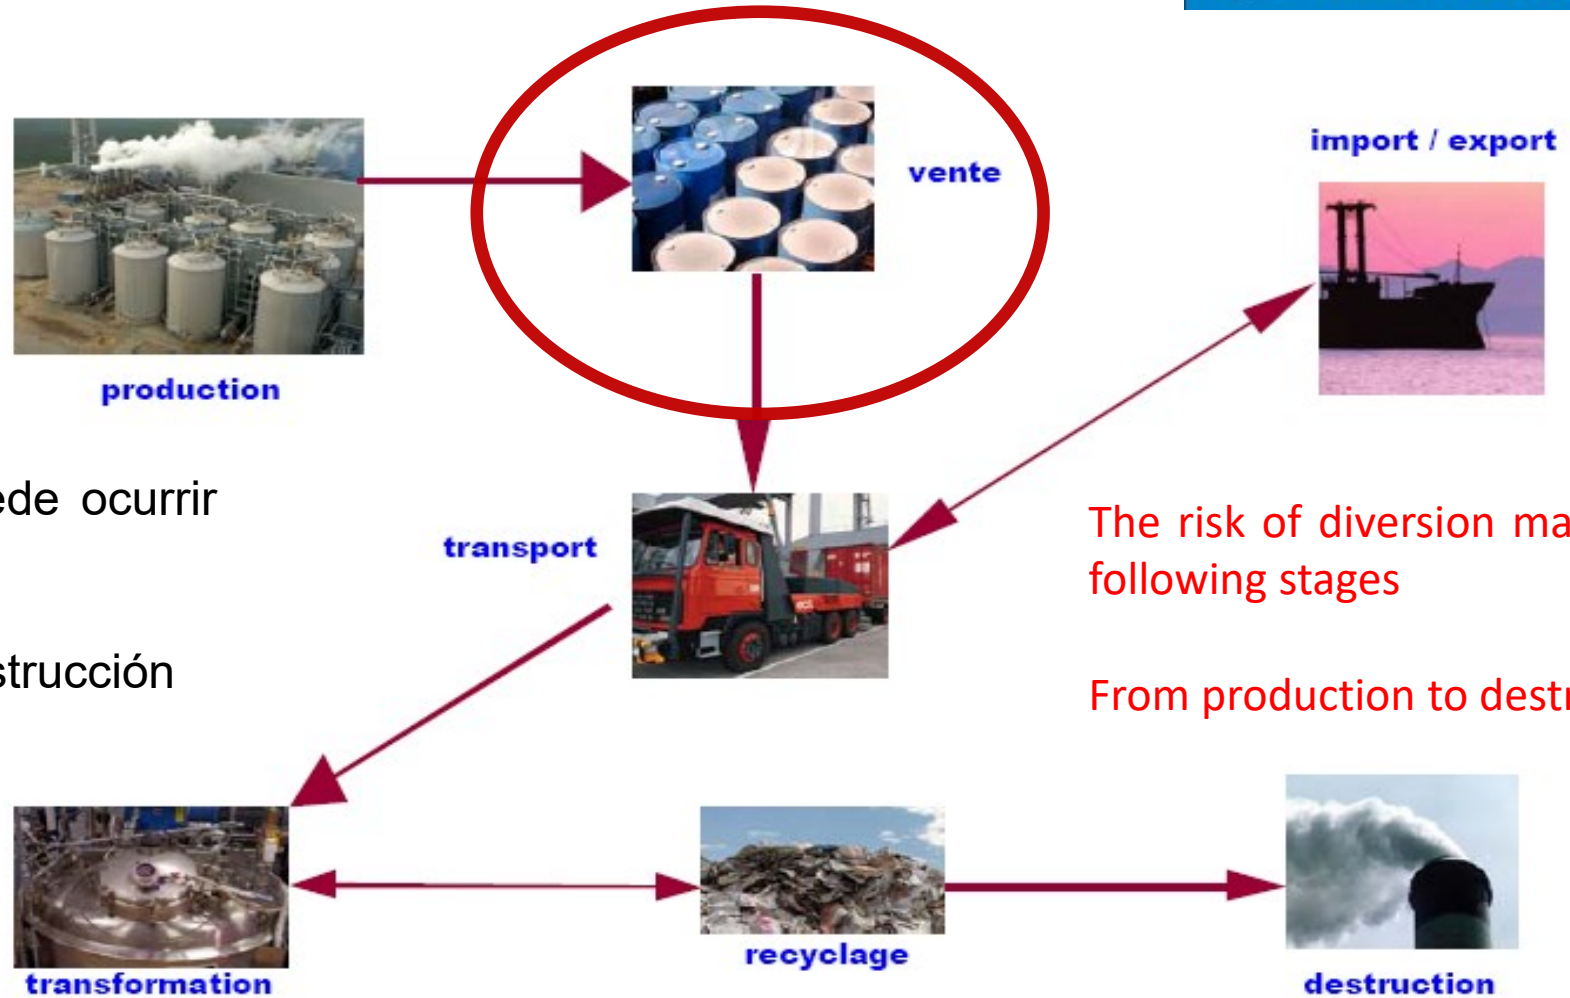 import / export
vente
production
ede ocurrir
transport
The risk of diversion ma
following stages
strucción
From production to destr
recyclage
transformation
destruction